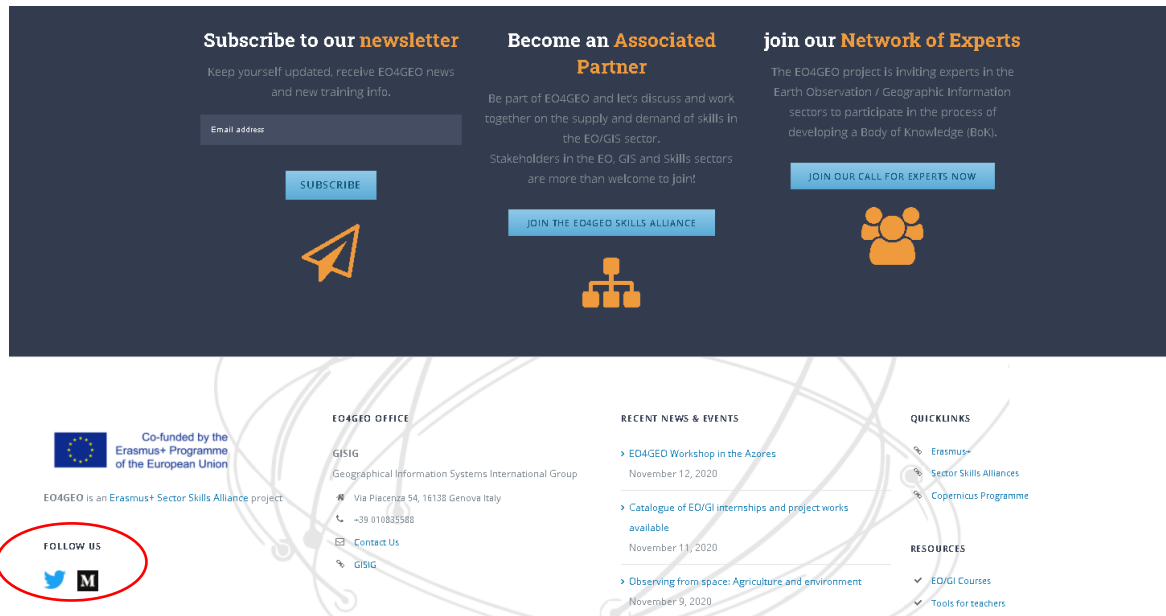 Subscribe to our newsletter
Keep yourself updated, receive EO4GEO news
and new training info.
Email address
SUBSCRIBE
Become an Associated
Partner
Be part of EO4GEO and let's discuss and work
together on the supply and demand of skills in
the EO/GIS sector.
Stakeholders in the EO, GIS and Skills sectors
are more than welcome to join!
JOIN THE EO4GEO SKILLS ALLIANCE
join our Network of Experts
The EO4GEO project is inviting experts in the
Earth Observation / Geographic Information
sectors to participate in the process of
developing a Body of Knowledge (BoK).
JOIN OUR CALL FOR EXPERTS NOW
Co-funded by the
Erasmus+ Programme
of the European Union
EO4GEO is an Erasmus+ Sector Skills Alliance project
FOLLOW US
M
EO4GEO OFFICE
GISIG
Geographical Information Systems International Group
Via Piacenza 54, 16138 Genova Italy
+39 010835588
Contact Us
GISIG
RECENT NEWS & EVENTS
EO4GEO Workshop in the Azores
November 12, 2020
Catalogue of EO/GI internships and project works
available
November 11, 2020
Observing from space: Agriculture and environment
November 9, 2020
QUICKLINKS
Erasmus+
Sector Skills Alliances
Copernicus Programme
RESOURCES
EO/GI Courses
Tools for teachers